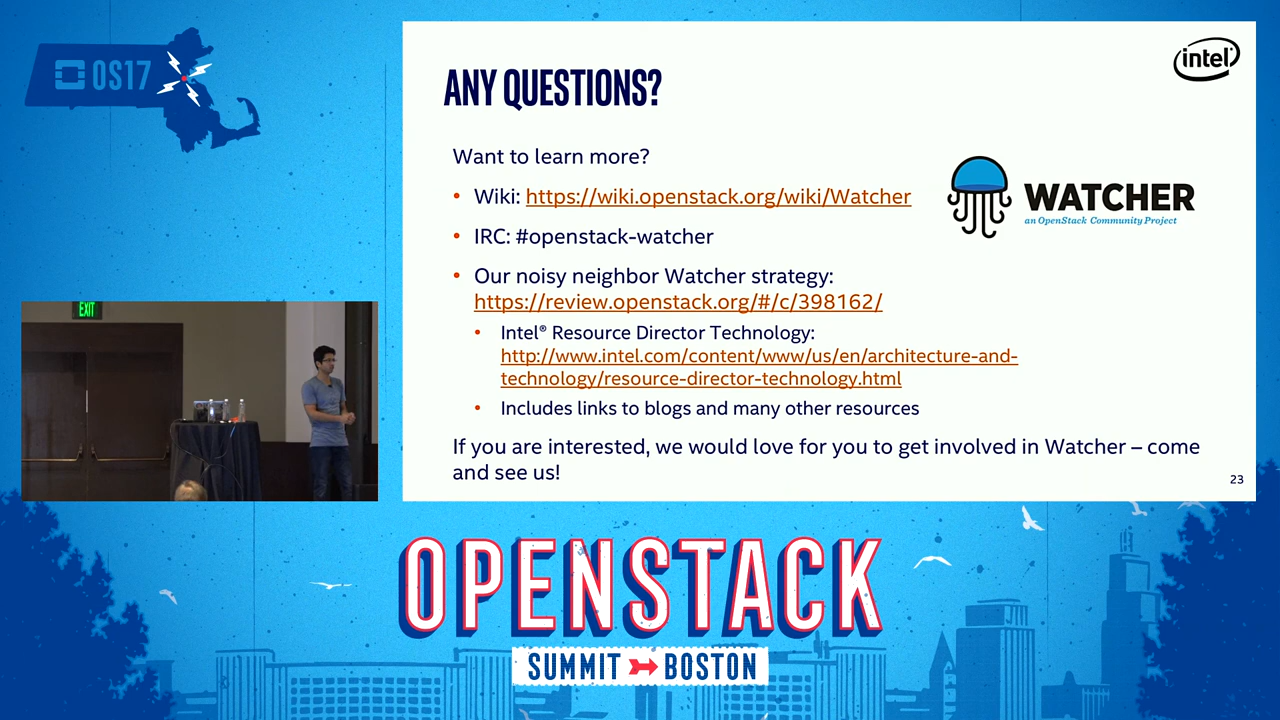 OS17
intel
ANY QUESTIONS?
Want to learn more?
• Wiki: https://wiki.openstack.org/wiki/Watcher
WATCHER
an OpenStack Community Project
• IRC: #openstack-watcher
• Our noisy neighbor Watcher strategy:
https://review.openstack.org/#/c/398162/
• Intel® Resource Director Technology:
http://www.intel.com/content/www/us/en/architecture-and-
technology/resource-director-technology.html
• Includes links to blogs and many other resources
If you are interested, we would love for you to get involved in Watcher – come
and see us!
23
EXIT
OPENSTACK
SUMMIT BOSTON